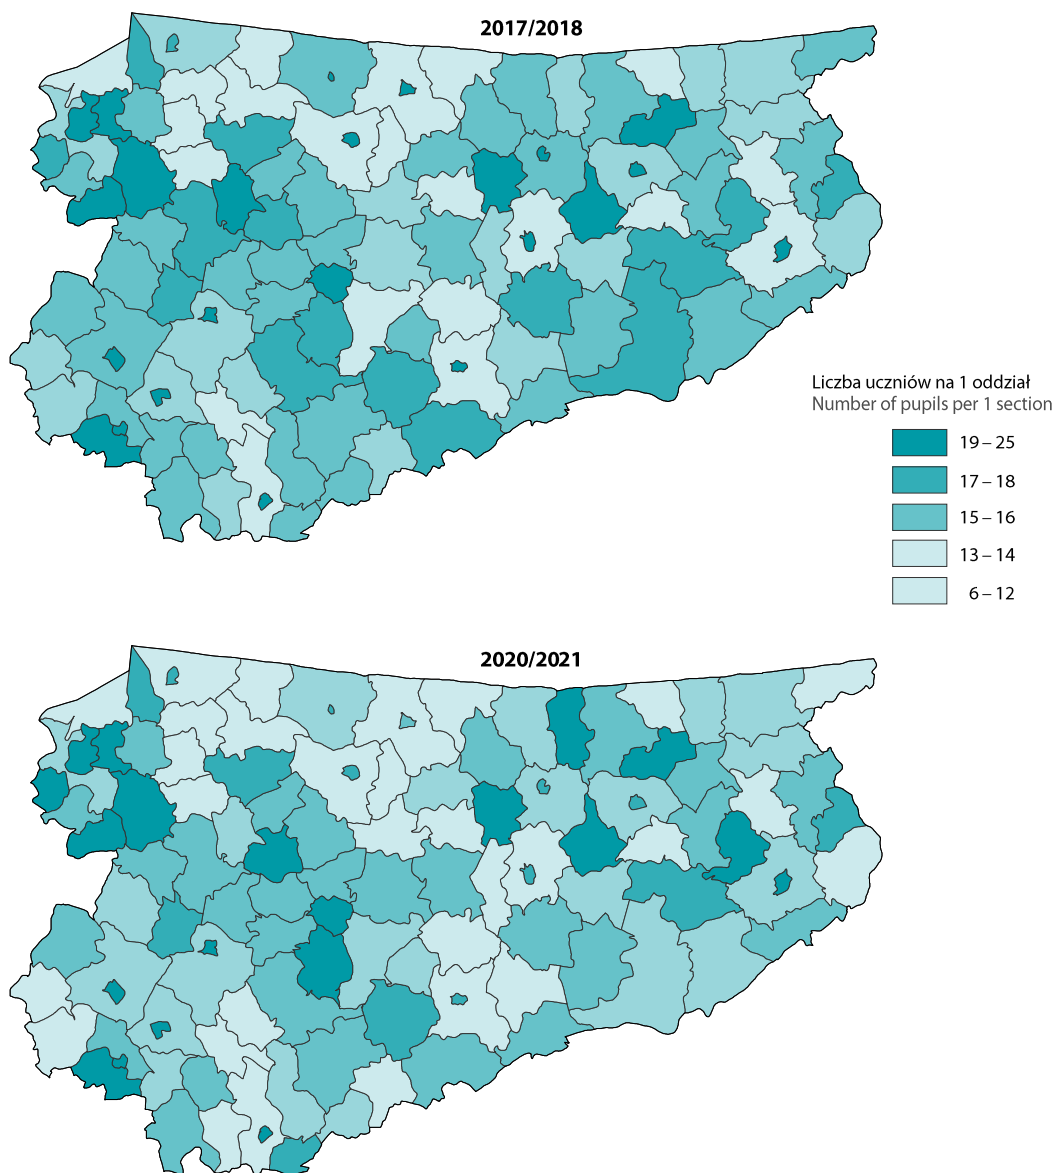 2017/2018
Liczba uczniów na 1 oddział
Number of pupils per 1 section
19 – 25
17 – 18
15 – 16
13 – 14
6 – 12
2020/2021